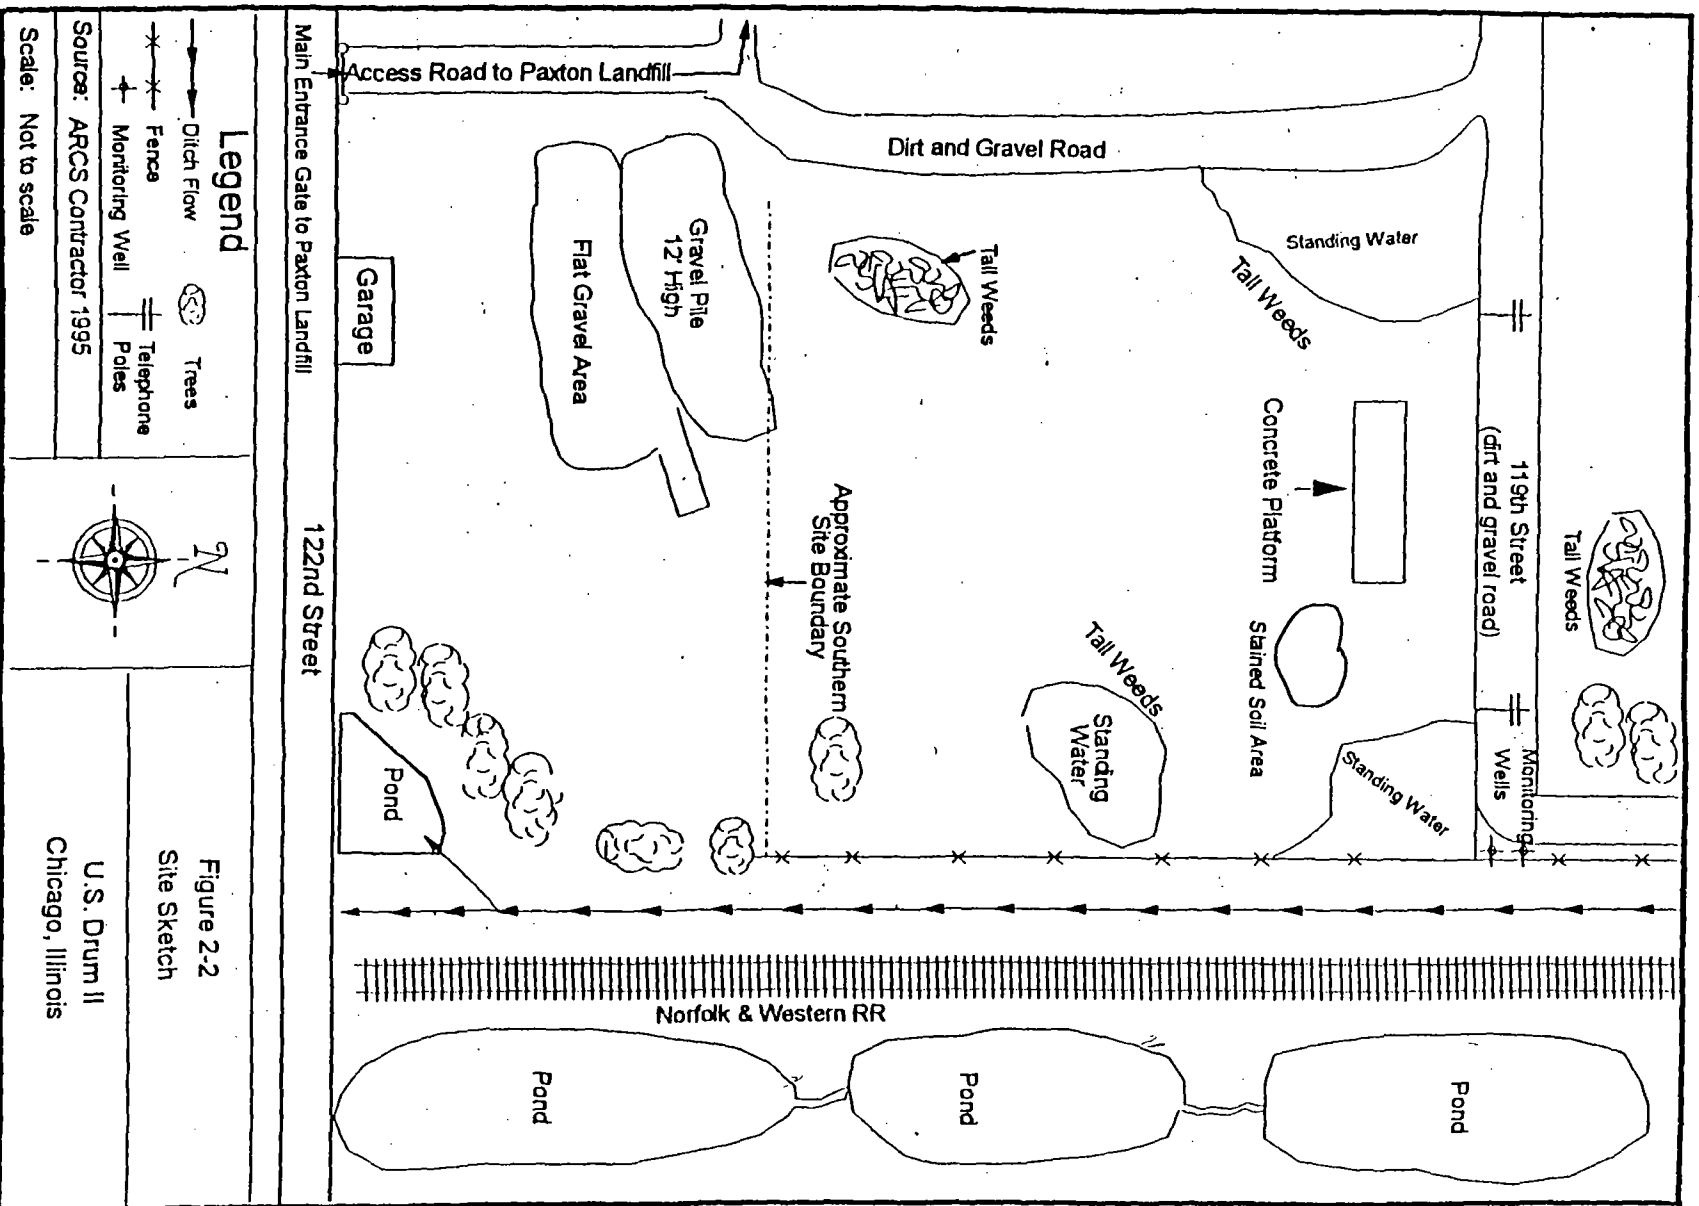 Tall Weeds
119th Street
(dirt and gravel road)
Monitoring
Wells
Standing Water
Tall Weeds
Concrete Platform
Stained Soil Area
Standing Water
Dirt and Gravel Road
Tall Weeds
Tall Weeds
Standing
Water
Approximate Southern
Site Boundary
Gravel Pile
12' High
Flat Gravel Area
Access Road to Paxton Landfill
Garage
Pond
Norfolk & Western RR
Pond
Pond
Pond
Main Entrance Gate to Paxton Landfill
122nd Street
Legend
Ditch Flow
Trees
Fence
Telephone
Poles
Monitoring Well
Source: ARCS Contractor 1995
Scale: Not to scale
N
Figure 2-2
Site Sketch
U.S. Drum II
Chicago, Illinois